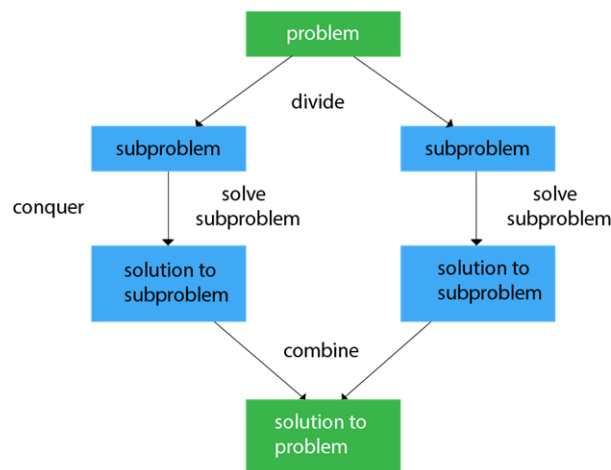 problem
divide
subproblem
subproblem
conquer
solve
subproblem
solve
subproblem
solution to
subproblem
solution to
subproblem
combine
solution to
problem